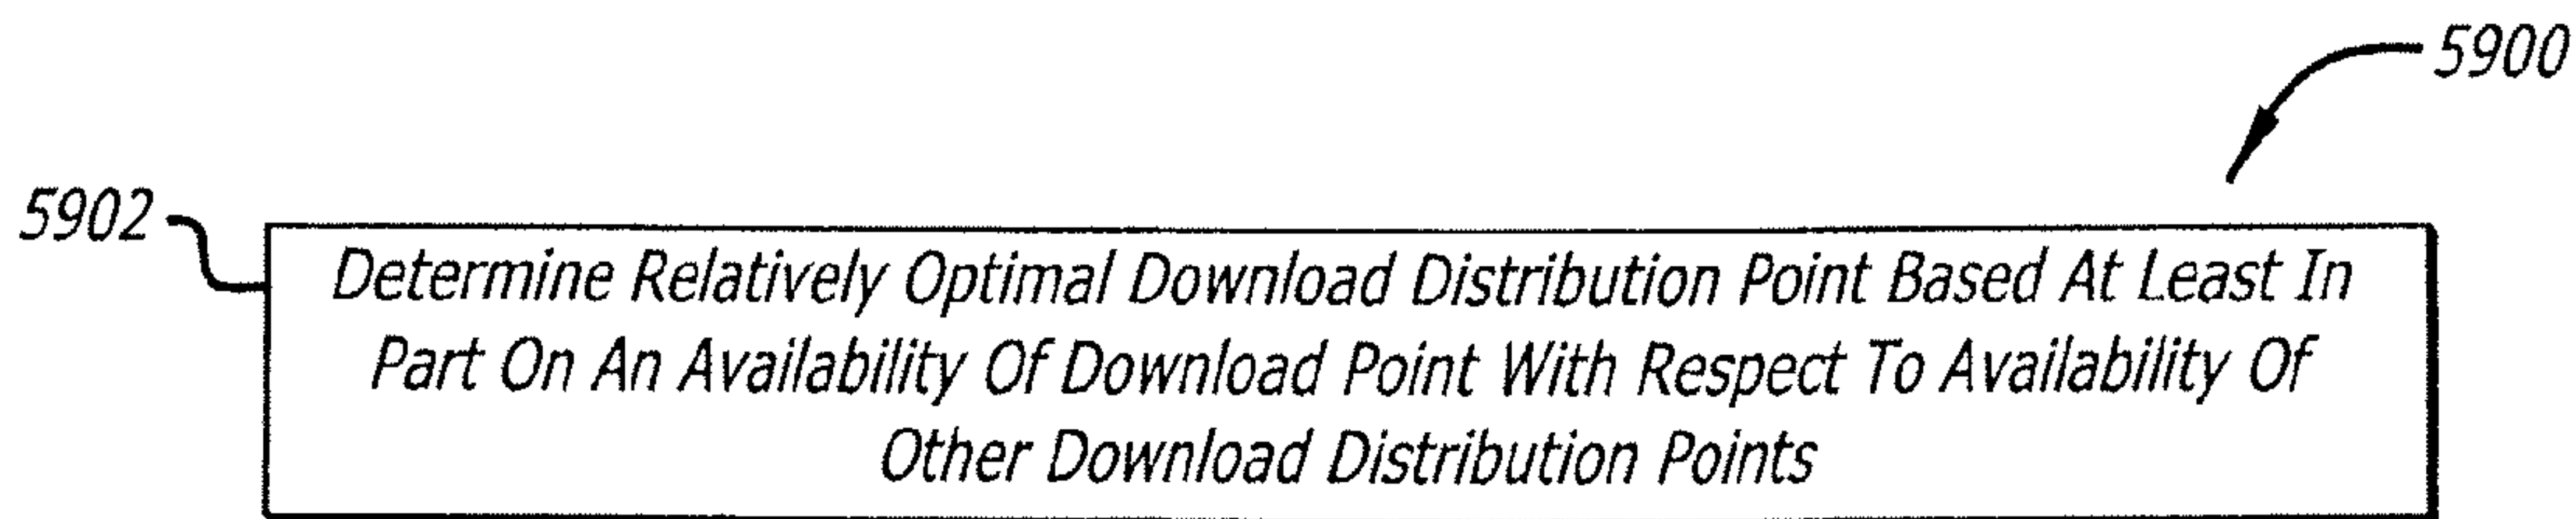 5900
5902
Determine Relatively Optimal Download Distribution Point Based At Least In
Part On An Availability Of Download Point With Respect To Availability Of
Other Download Distribution Points